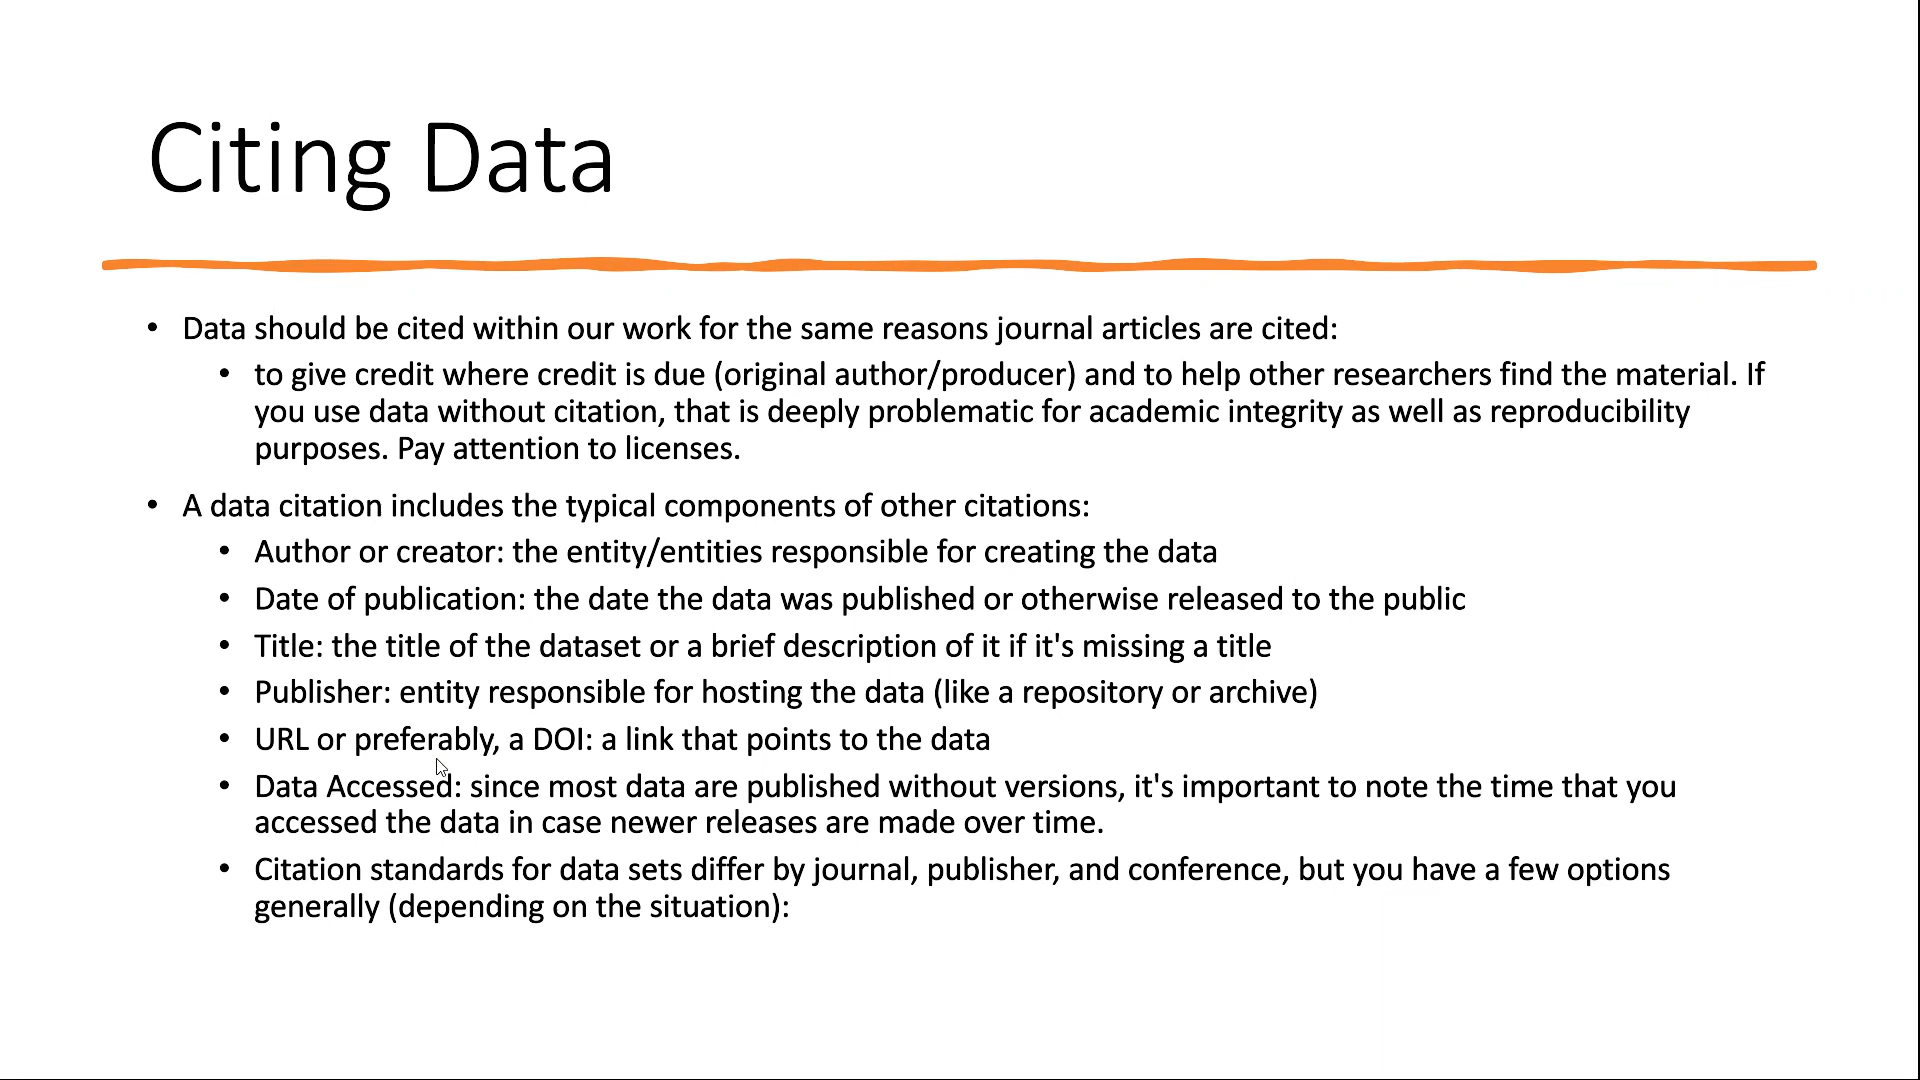 Citing Data
• Data should be cited within our work for the same reasons journal articles are cited:
• to give credit where credit is due (original author/producer) and to help other researchers find the material. If
you use data without citation, that is deeply problematic for academic integrity as well as reproducibility
purposes. Pay attention to licenses.
• A data citation includes the typical components of other citations:
• Author or creator: the entity/entities responsible for creating the data
• Date of publication: the date the data was published or otherwise released to the public
• Title: the title of the dataset or a brief description of it if it's missing a title
• Publisher: entity responsible for hosting the data (like a repository or archive)
• URL or preferably, a DOI: a link that points to the data
• Data Accessed: since most data are published without versions, it's important to note the time that you
accessed the data in case newer releases are made over time.
• Citation standards for data sets differ by journal, publisher, and conference, but you have a few options
generally (depending on the situation):